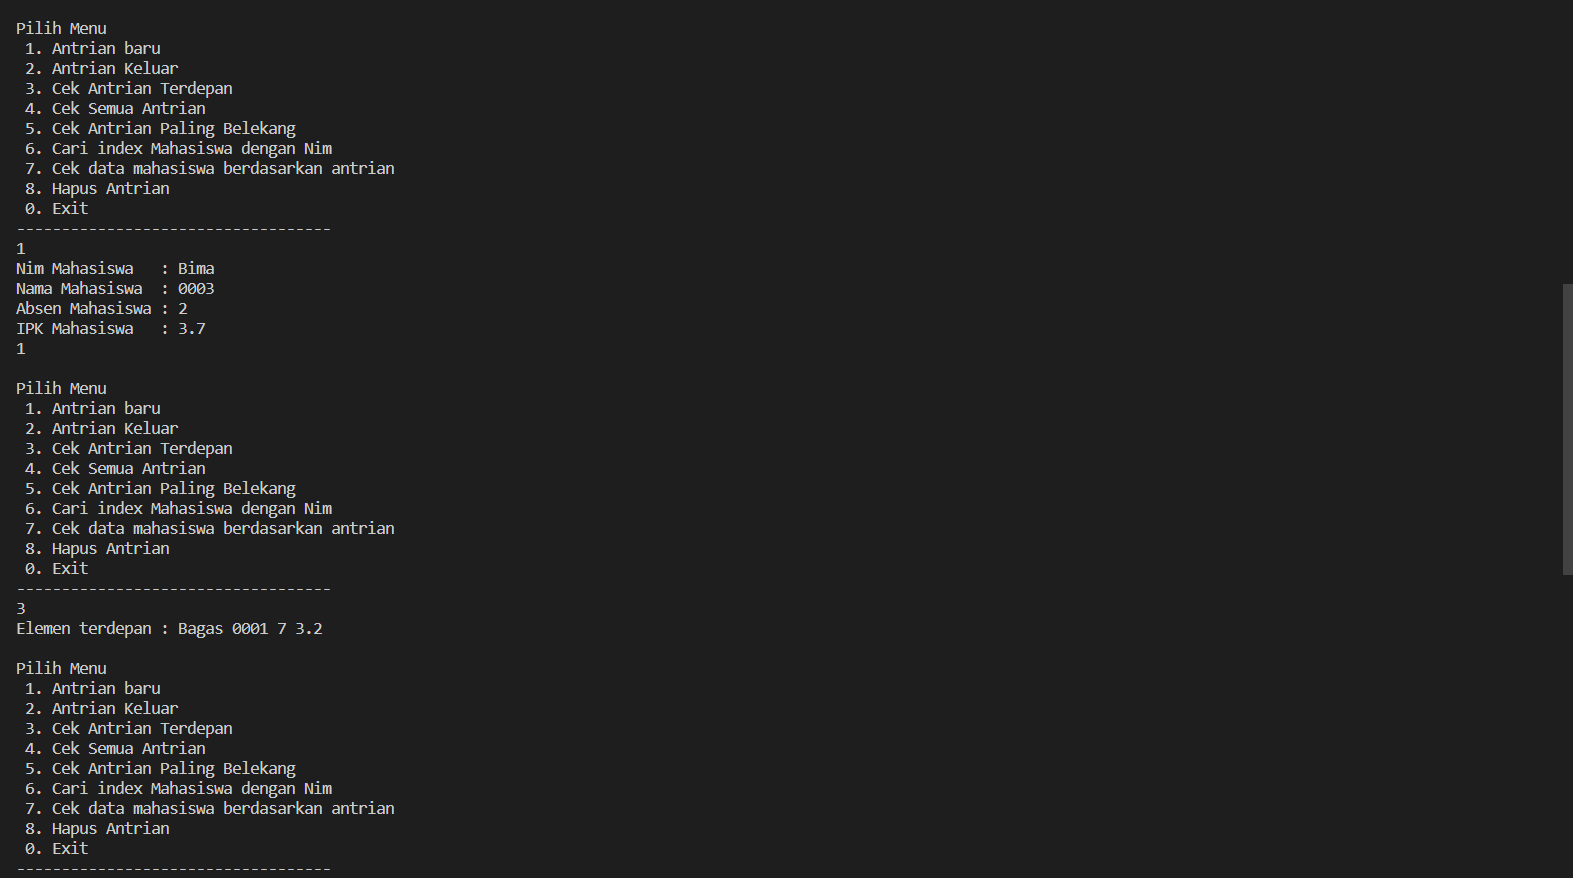 Pilih Menu
1. Antrian baru
2. Antrian Keluar
3. Cek Antrian Terdepan
4. Cek Semua Antrian
5. Cek Antrian Paling Belekang
6. Cari index Mahasiswa dengan Nim
7. Cek data mahasiswa berdasarkan antrian
8. Hapus Antrian
0. Exit
-----------------------------------
1
Nim Mahasiswa   : Bima
Nama Mahasiswa  : 0003
Absen Mahasiswa : 2
IPK Mahasiswa   : 3.7
1
Pilih Menu
1. Antrian baru
2. Antrian Keluar
3. Cek Antrian Terdepan
4. Cek Semua Antrian
5. Cek Antrian Paling Belekang
6. Cari index Mahasiswa dengan Nim
7. Cek data mahasiswa berdasarkan antrian
8. Hapus Antrian
0. Exit
-----------------------------------
3
Elemen terdepan : Bagas 0001 7 3.2
Pilih Menu
1. Antrian baru
2. Antrian Keluar
3. Cek Antrian Terdepan
4. Cek Semua Antrian
5. Cek Antrian Paling Belekang
6. Cari index Mahasiswa dengan Nim
7. Cek data mahasiswa berdasarkan antrian
8. Hapus Antrian
0. Exit
-----------------------------------